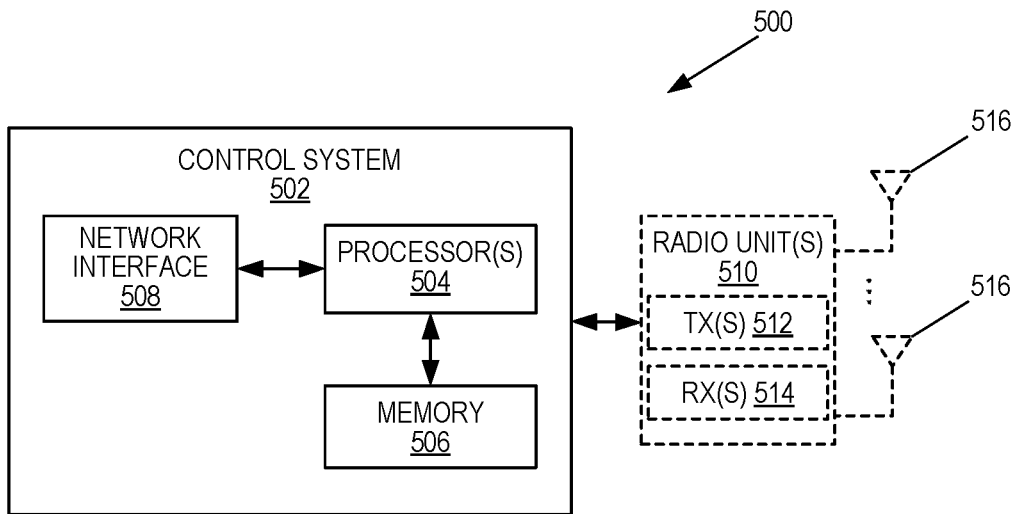 500
516
CONTROL SYSTEM
502
NETWORK
INTERFACE
508
PROCESSOR(S)
504
MEMORY
506
RADIO UNIT(S)
510
TX(S) 512
RX(S) 514
516